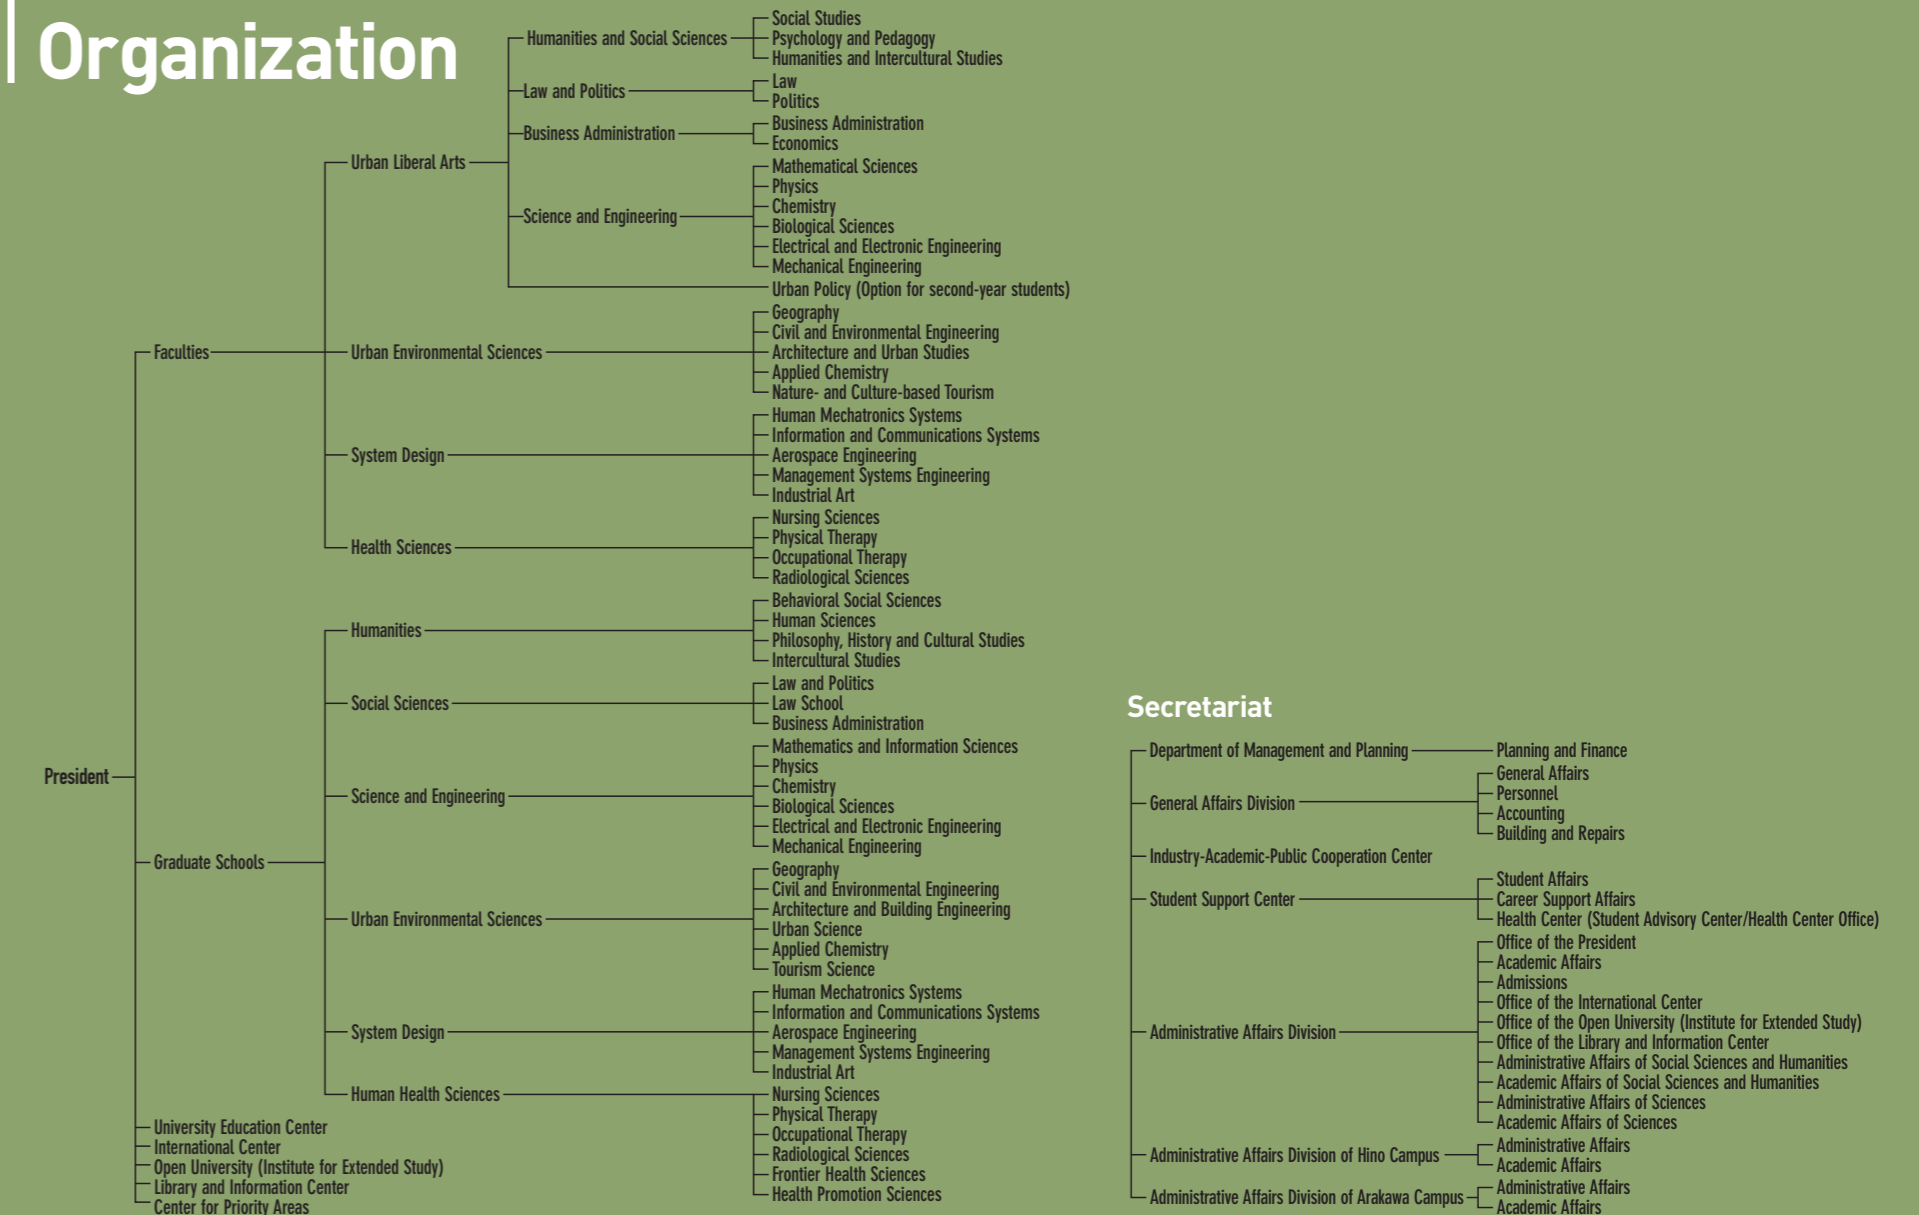 Organization
President
Faculties
Urban Liberal Arts
Humanities and Social Sciences
Social Studies
Psychology and Pedagogy
Humanities and Intercultural Studies
Law and Politics
Law
Politics
Business Administration
Business Administration
Economics
Science and Engineering
Mathematical Sciences
Physics
Chemistry
Biological Sciences
Electrical and Electronic Engineering
Mechanical Engineering
Urban Policy (Option for second-year students)
Urban Environmental Sciences
Geography
Civil and Environmental Engineering
Architecture and Urban Studies
Applied Chemistry
Nature- and Culture-based Tourism
System Design
Human Mechatronics Systems
Information and Communications Systems
Aerospace Engineering
Management Systems Engineering
Industrial Art
Health Sciences
Nursing Sciences
Physical Therapy
Occupational Therapy
Radiological Sciences
Graduate Schools
Humanities
Behavioral Social Sciences
Human Sciences
Philosophy, History and Cultural Studies
Intercultural Studies
Social Sciences
Law and Politics
Law School
Business Administration
Science and Engineering
Mathematics and Information Sciences
Physics
Chemistry
Biological Sciences
Electrical and Electronic Engineering
Mechanical Engineering
Urban Environmental Sciences
Geography
Civil and Environmental Engineering
Architecture and Building Engineering
Urban Science
Applied Chemistry
Tourism Science
System Design
Human Mechatronics Systems
Information and Communications Systems
Aerospace Engineering
Management Systems Engineering
Industrial Art
Human Health Sciences
Nursing Sciences
Physical Therapy
Occupational Therapy
Radiological Sciences
Frontier Health Sciences
Health Promotion Sciences
University Education Center
International Center
Open University (Institute for Extended Study)
Library and Information Center
Center for Priority Areas
Secretariat
Department of Management and Planning
Planning and Finance
General Affairs Division
General Affairs
Personnel
Accounting
Building and Repairs
Industry-Academic-Public Cooperation Center
Student Support Center
Student Affairs
Career Support Affairs
Health Center (Student Advisory Center/Health Center Office)
Administrative Affairs Division
Office of the President
Academic Affairs
Admissions
Office of the International Center
Office of the Open University (Institute for Extended Study)
Office of the Library and Information Center
Administrative Affairs of Social Sciences and Humanities
Academic Affairs of Social Sciences and Humanities
Administrative Affairs of Sciences
Academic Affairs of Sciences
Administrative Affairs Division of Hino Campus
Administrative Affairs
Academic Affairs
Administrative Affairs Division of Arakawa Campus
Administrative Affairs
Academic Affairs